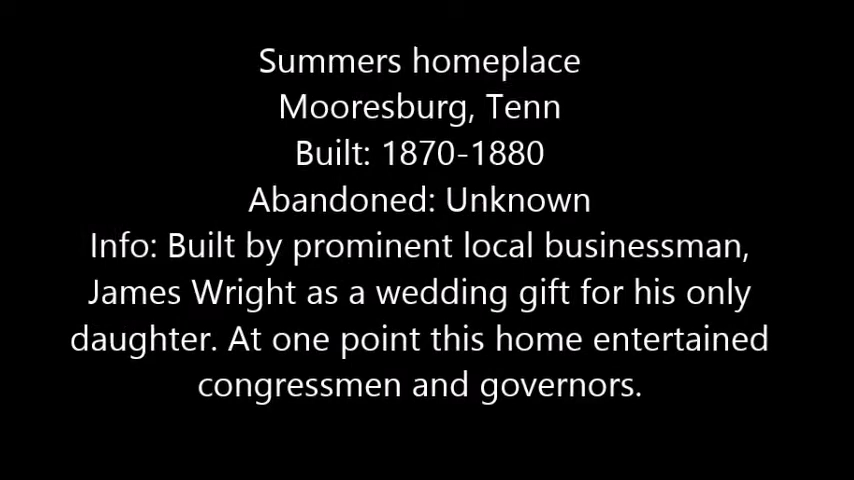 Summers homeplace
Mooresburg, Tenn
Built: 1870-1880
Abandoned: Unknown
Info: Built by prominent local businessman,
James Wright as a wedding gift for his only
daughter. At one point this home entertained
congressmen and governors.